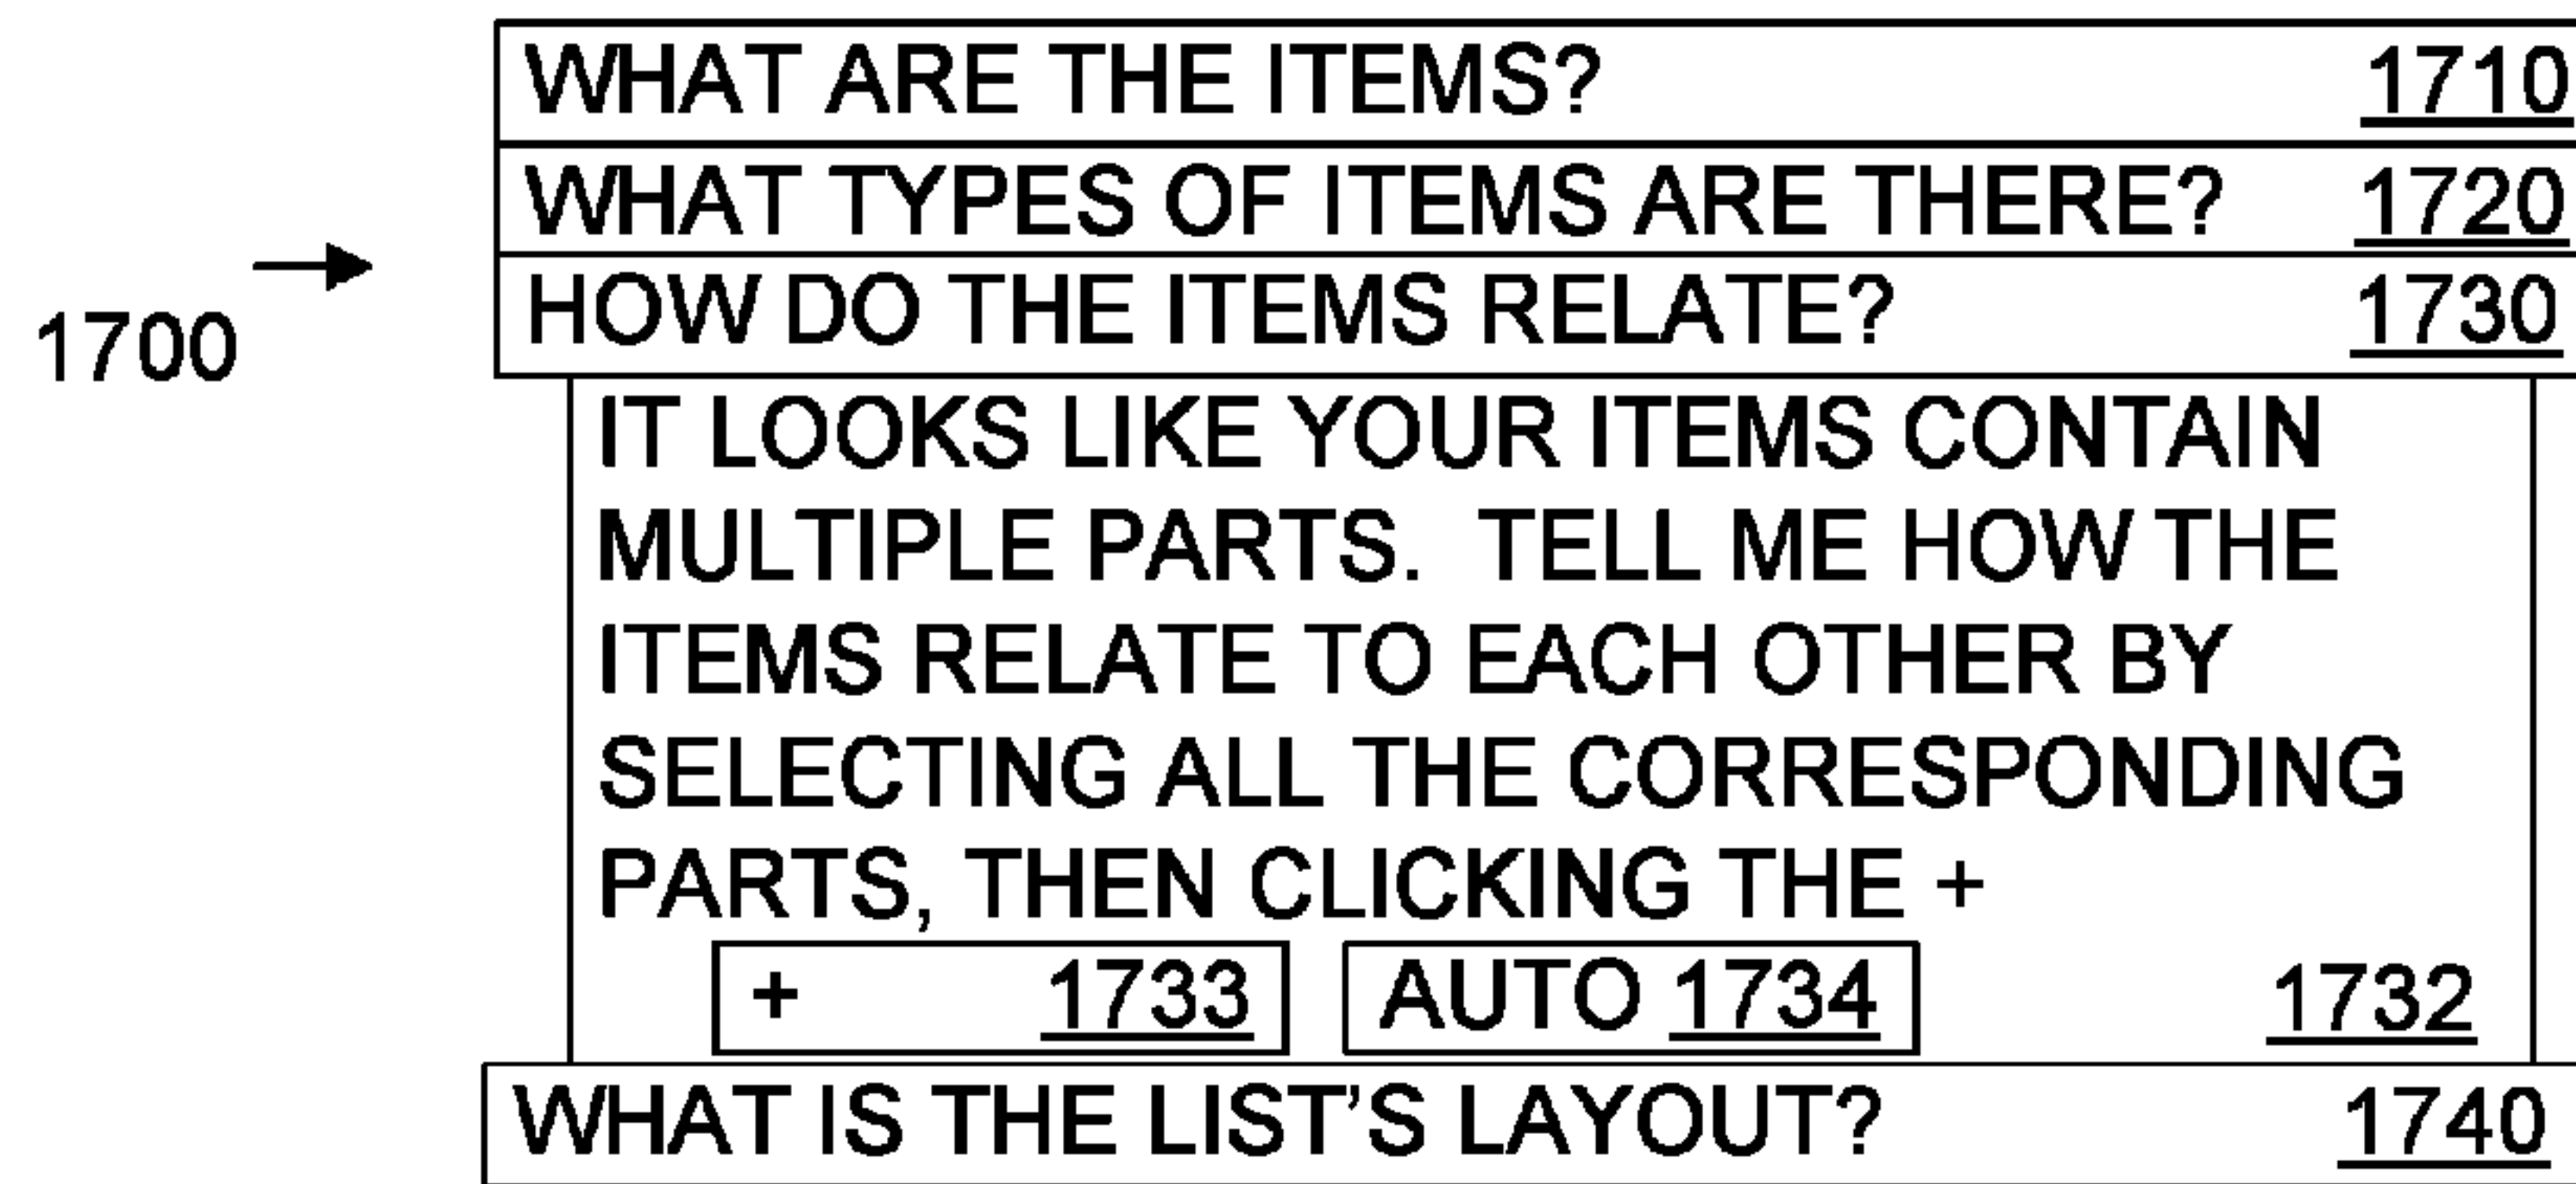 WHAT ARE THE ITEMS? 1710
WHAT TYPES OF ITEMS ARE THERE? 1720
HOW DO THE ITEMS RELATE? 1730
1700
IT LOOKS LIKE YOUR ITEMS CONTAIN
MULTIPLE PARTS. TELL ME HOW THE
ITEMS RELATE TO EACH OTHER BY
SELECTING ALL THE CORRESPONDING
PARTS, THEN CLICKING THE +
+ 1733 AUTO 1734 1732
WHAT IS THE LIST’S LAYOUT? 1740